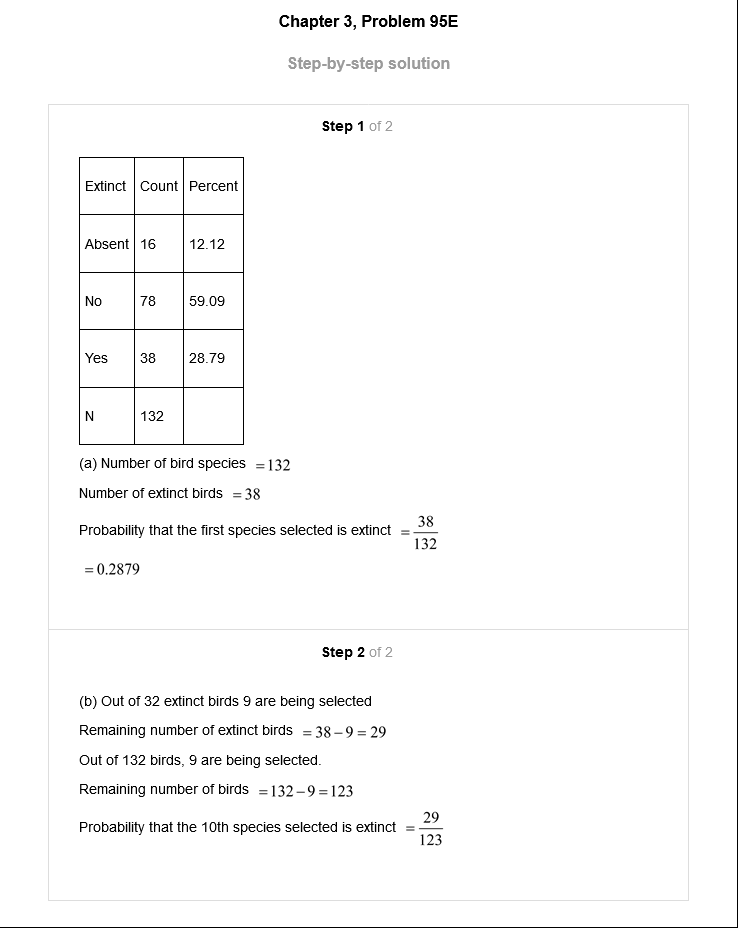 Chapter 3, Problem 95E
Step-by-step solution
Step 1 of 2
Extinct Count Percent
Absent 16 12.12
No 78 59.09
Yes 38 28.79
N 132
(a) Number of bird species =132
Number of extinct birds =38
Probability that the first species selected is extinct = 38/132
=0.2879
Step 2 of 2
(b) Out of 32 extinct birds 9 are being selected
Remaining number of extinct birds =38−9=29
Out of 132 birds, 9 are being selected.
Remaining number of birds =132−9=123
Probability that the 10th species selected is extinct = 29/123